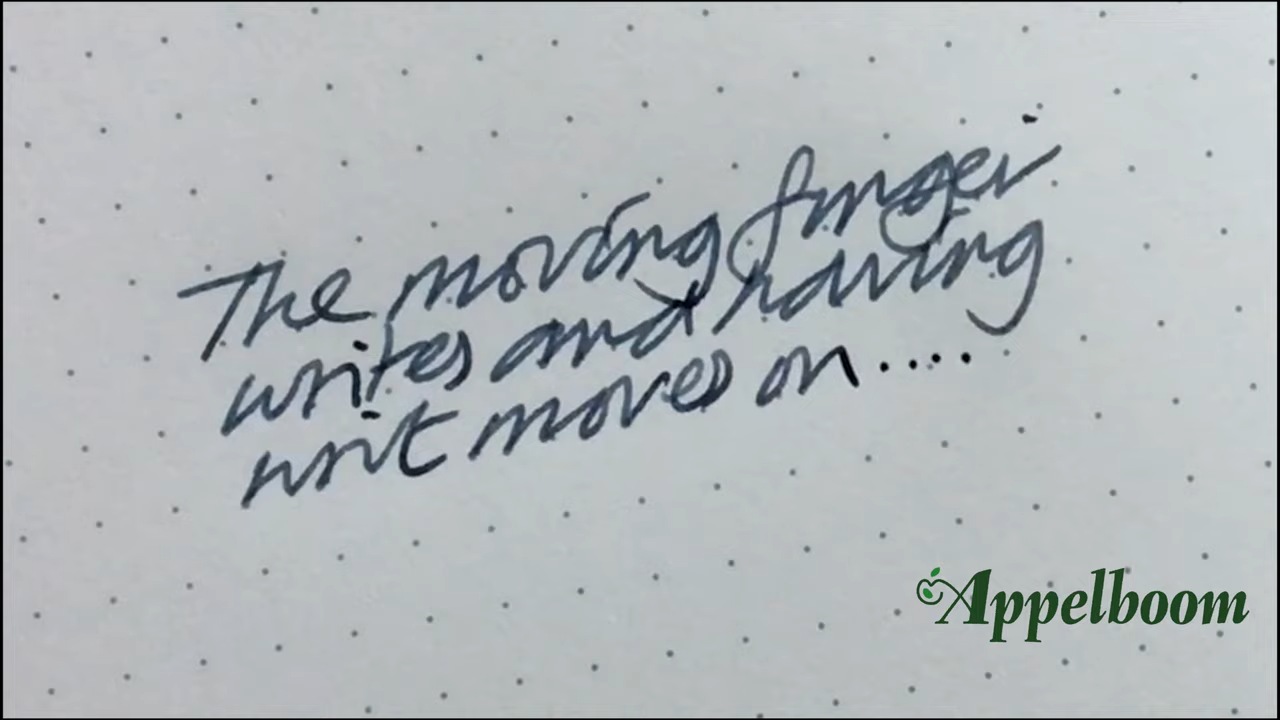 The moving finger
writes and having
writ moves on....
Appelboom